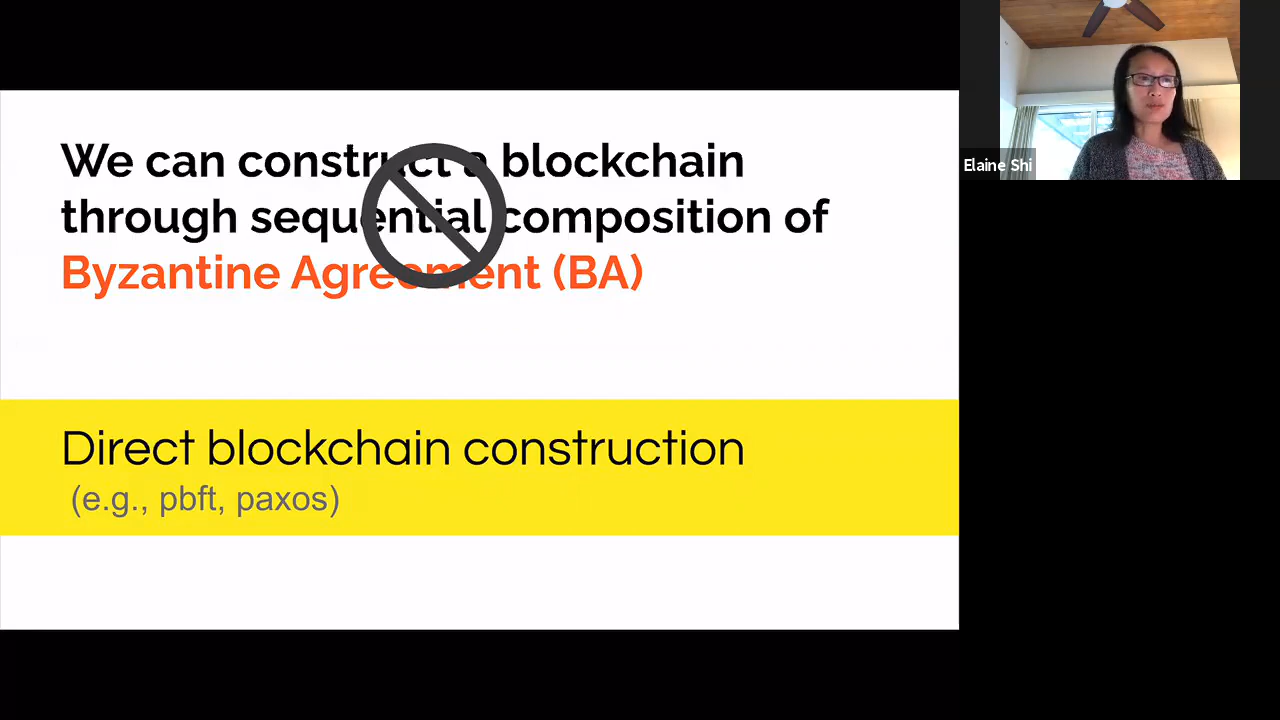 We can construct a blockchain
through sequential composition of
Byzantine Agreement (BA)
Direct blockchain construction
(e.g., pbft, paxos)
Elaine Shi